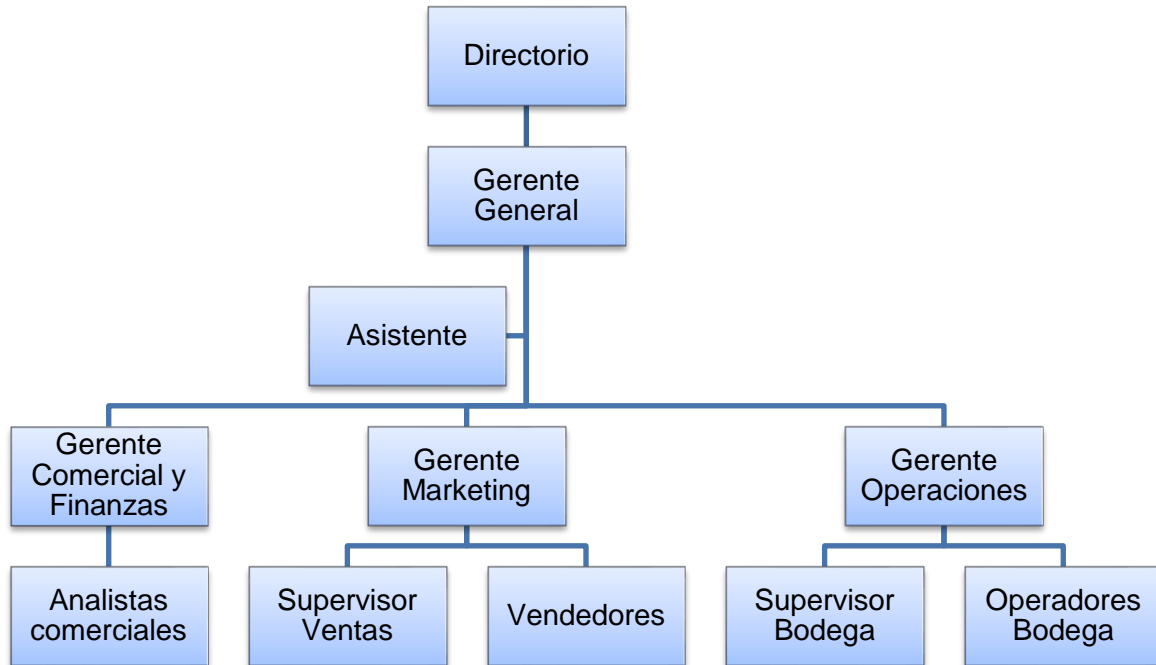 Directorio
Gerente
General
Asistente
Gerente
Comercial y
Finanzas
Gerente
Marketing
Gerente
Operaciones
Analistas
comerciales
Supervisor
Ventas
Vendedores
Supervisor
Bodega
Operadores
Bodega